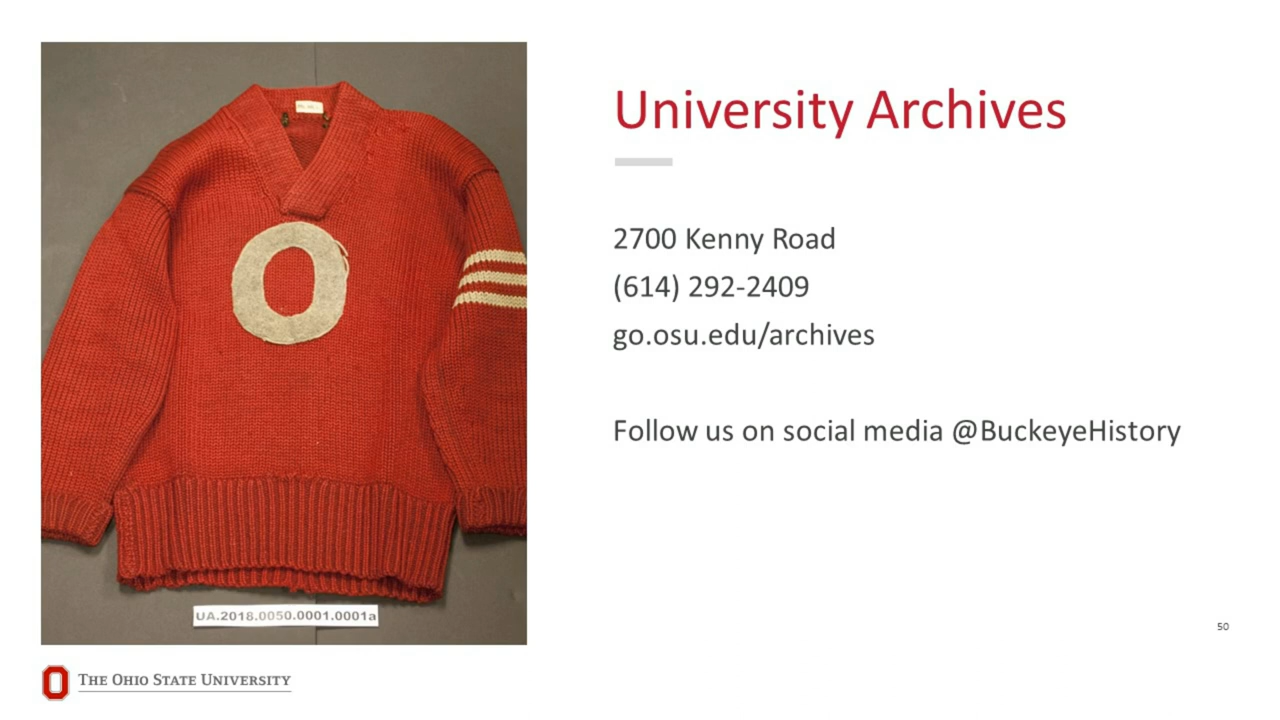 University Archives
2700 Kenny Road
(614) 292-2409
go.osu.edu/archives
Follow us on social media @BuckeyeHistory
O
UA.2018.0050.0001.0001a
50
THE OHIO STATE UNIVERSITY